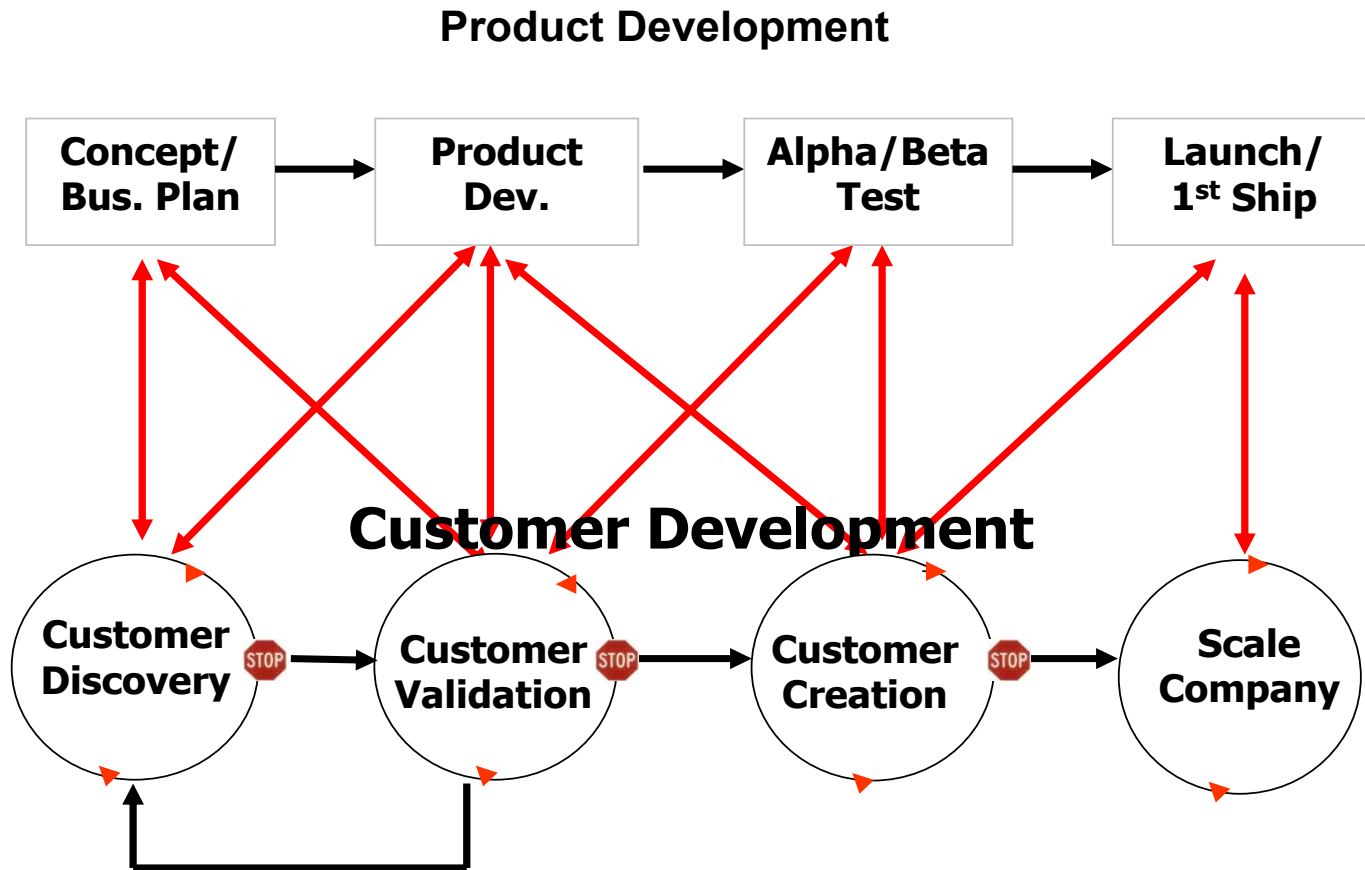 Product Development
Concept/
Bus. Plan
Product
Dev.
Alpha/Beta
Test
Launch/
1st Ship
Customer Development
Customer
Discovery
STOP
Customer
Validation
STOP
Customer
Creation
STOP
Scale
Company